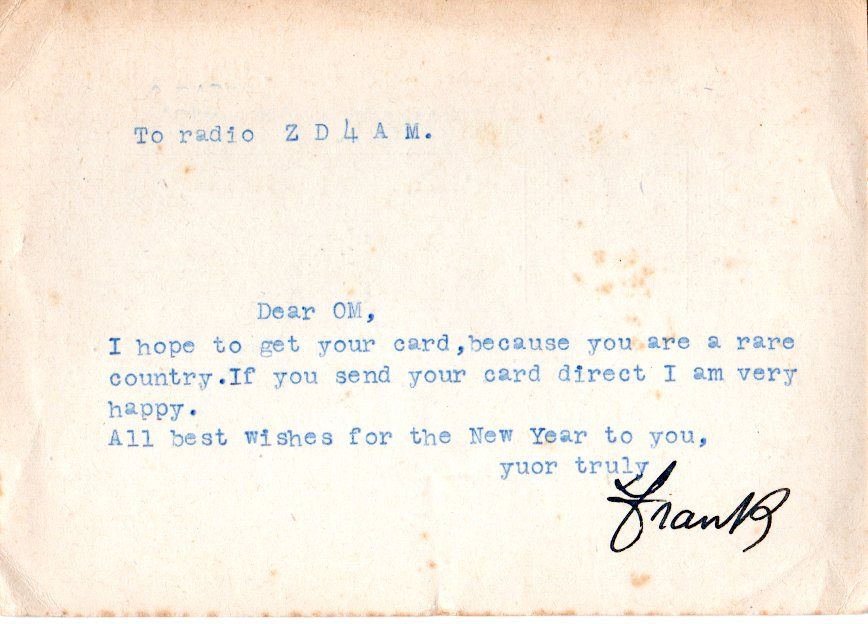 To radio Z D 4 A M.
Dear OM,
I hope to get your card,because you are a rare
country.If you send your card direct I am very
happy.
All best wishes for the New Year to you,
yuor truly
Frank